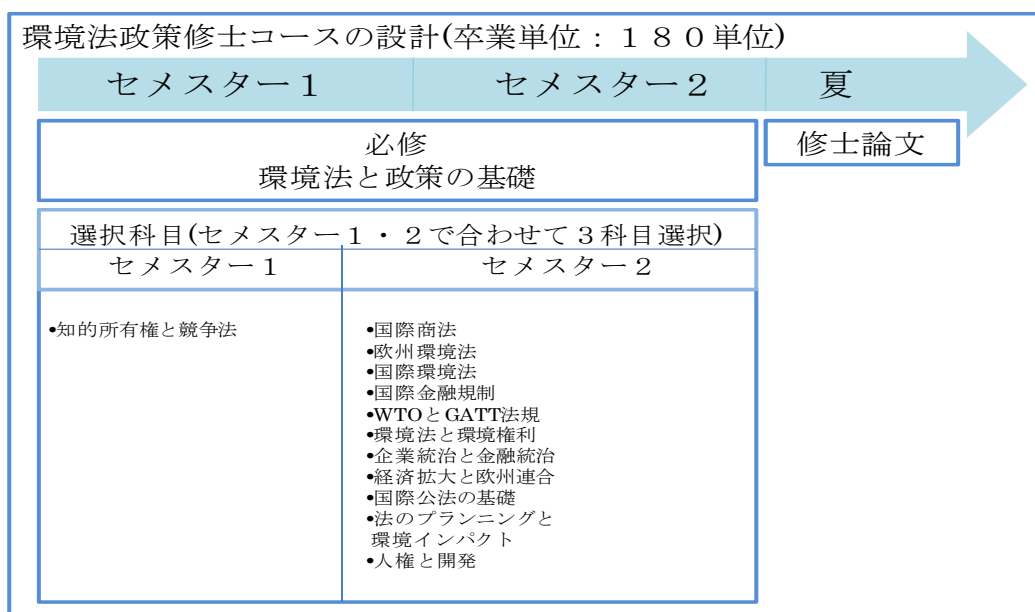 環境法政策修士コースの設計(卒業単位：１８０単位)
セメスター１
セメスター２
夏
必修
環境法と政策の基礎
修士論文
選択科目(セメスター１・２で合わせて３科目選択)
セメスター１
セメスター２
•知的所有権と競争法
•国際商法
•欧州環境法
•国際環境法
•国際金融規制
•WTOとGATT法規
•環境法と環境権利
•企業統治と金融統治
•経済拡大と欧州連合
•国際公法の基礎
•法のプランニングと
環境インパクト
•人権と開発